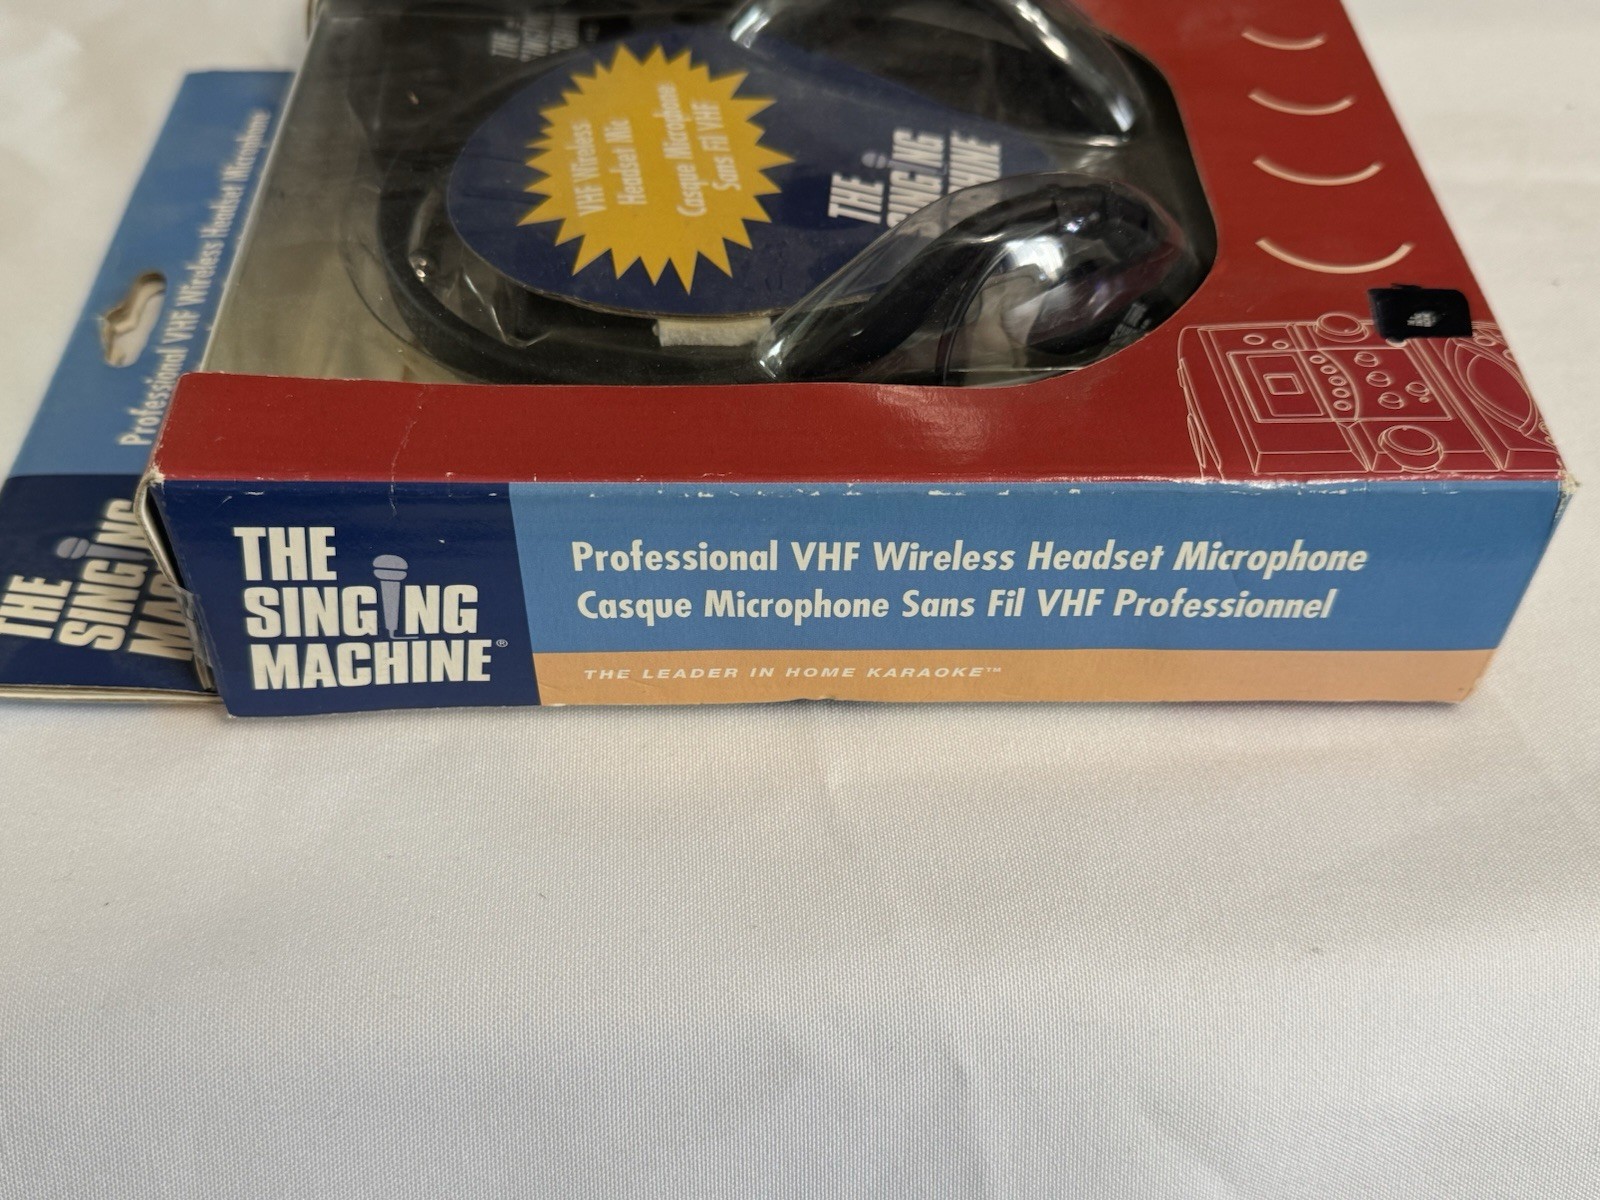 Professional VHF Wireless Headset Microphone
THE
SINGING
THE
SINGING
VHF Wireless
Headset Mic
Casque Microphone
Sans Fil VHF
THE
SINGING
MACHINE
THE
SINGING
MACHINE®
Professional VHF Wireless Headset Microphone
Casque Microphone Sans Fil VHF Professionnel
THE LEADER IN HOME KARAOKE™